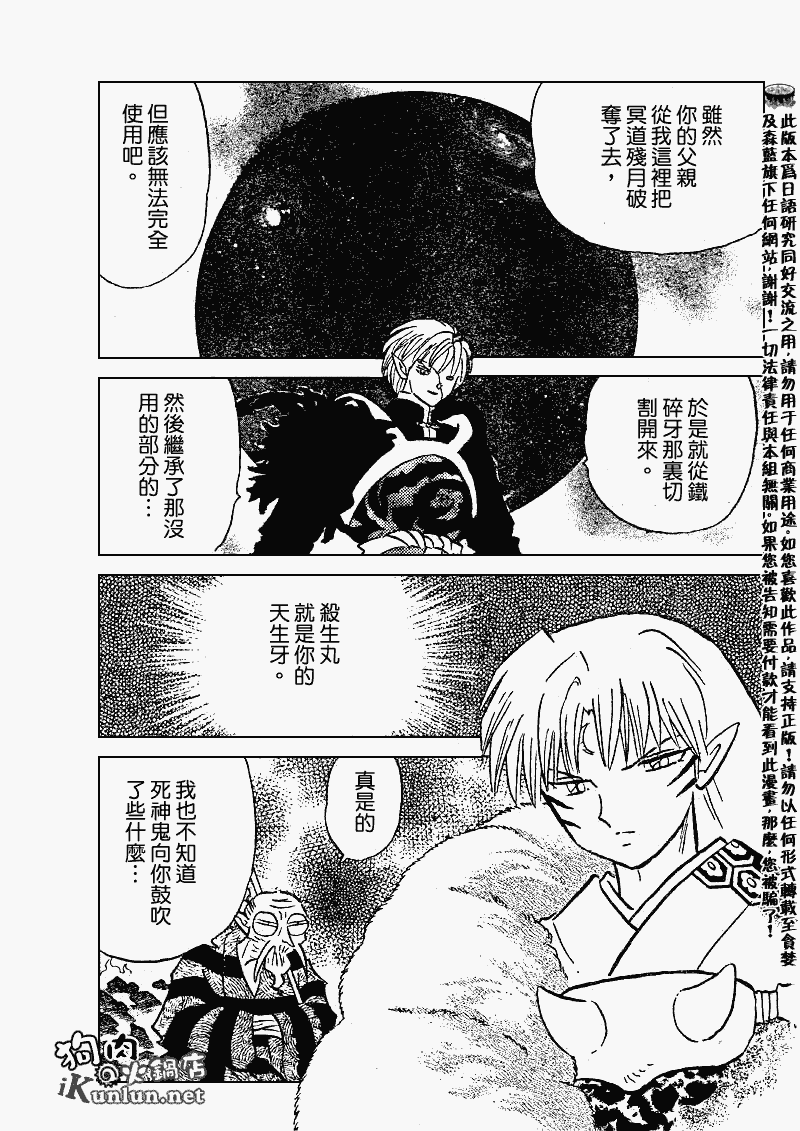 雖然
你的父親
從我這裡把
冥道殘月破
奪了去，
但應該無法完全
使用吧。
於是就從鐵
碎牙那裏切
割開來。
然後繼承了那沒
用的部分的…
殺生丸
就是你的
天生牙。
真是的
我也不知道
死神鬼向你鼓吹
了些什麼…
此版本爲日語研究同好交流之用，請勿用于任何商業用途。如您喜歡此作品，請支持正版！請勿以任何形式轉載至貪婪
及森藍旗下任何網站，謝謝！一切法律責任與本組無關。如果您被告知需要付款才能看到此漫畫，那麼，您被騙了！
狗肉
火鍋店
iKunlun.net